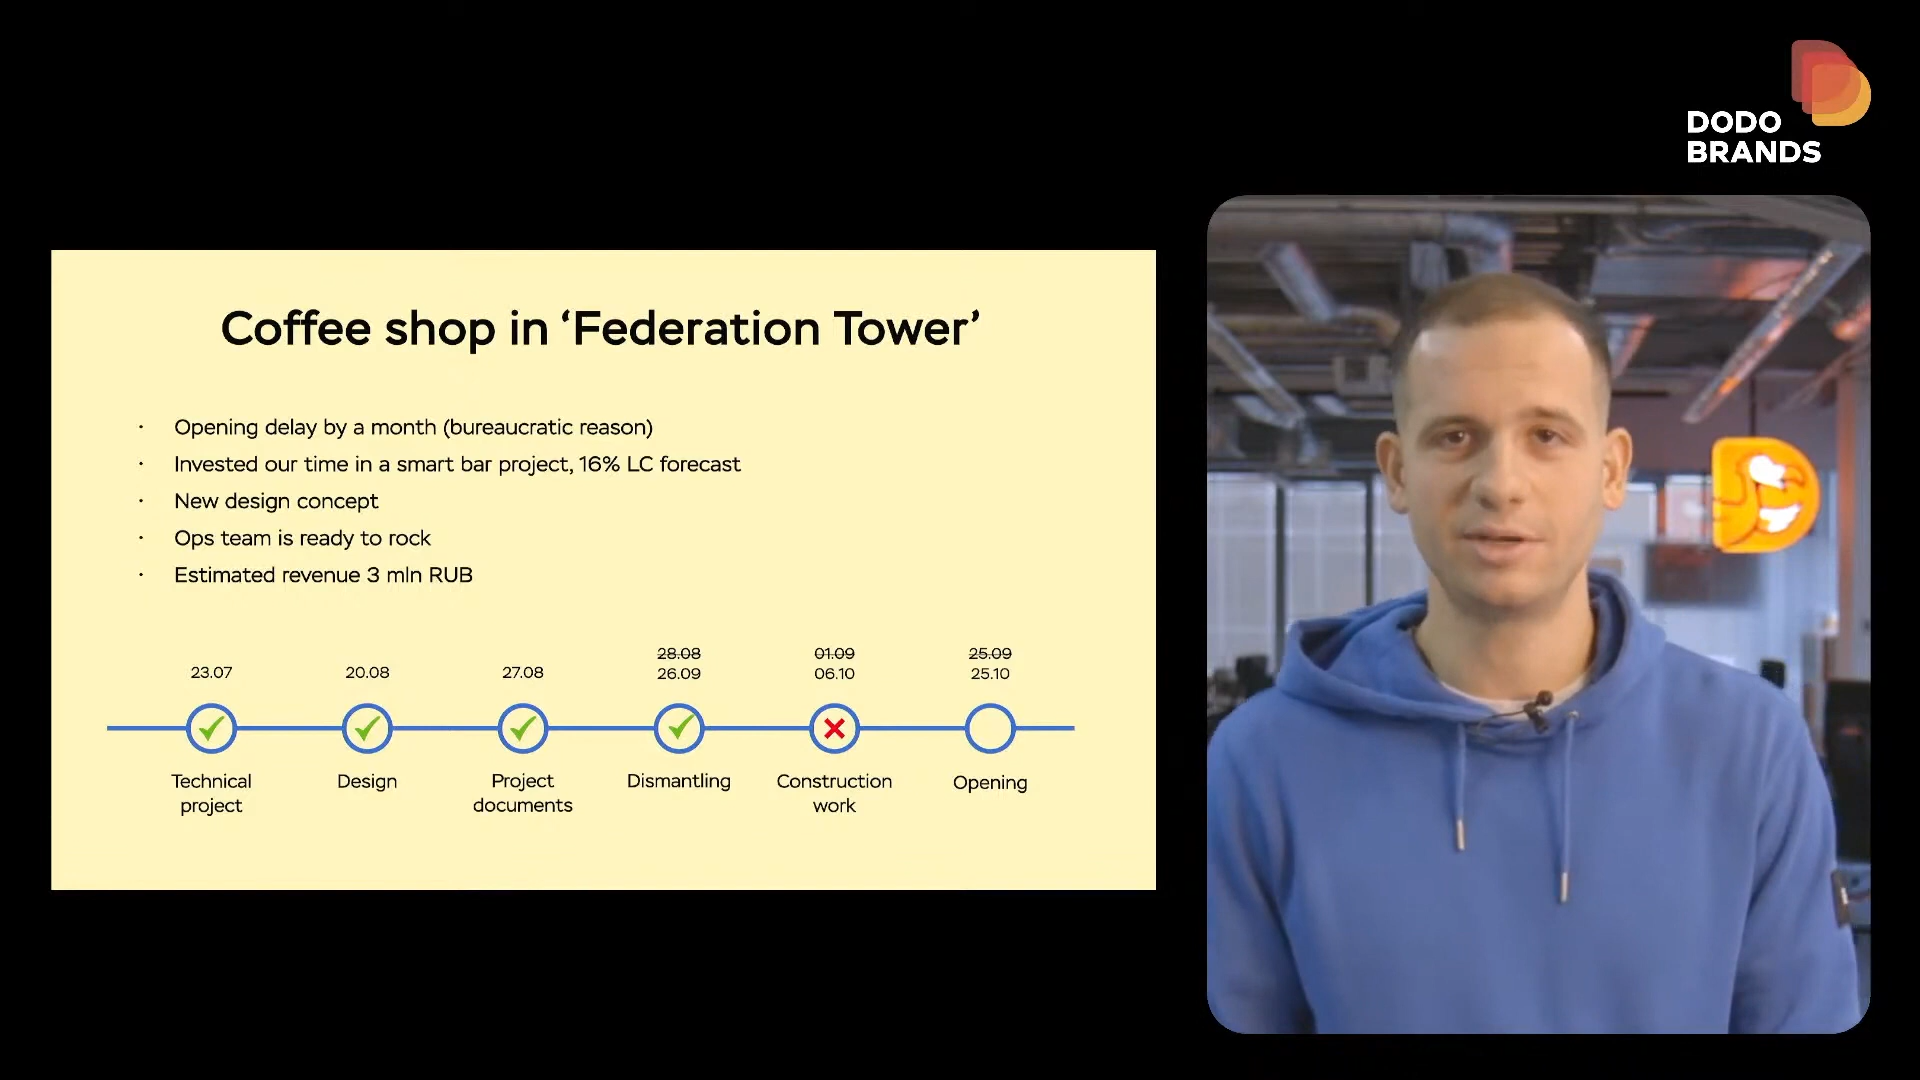 DODO
BRANDS
Coffee shop in ‘Federation Tower’
· Opening delay by a month (bureaucratic reason)
· Invested our time in a smart bar project, 16% LC forecast
· New design concept
· Ops team is ready to rock
· Estimated revenue 3 mln RUB
28.08 01.09 25.09
23.07 20.08 27.08 26.09 06.10 25.10
Technical Design Project Dismantling Construction Opening
project documents work